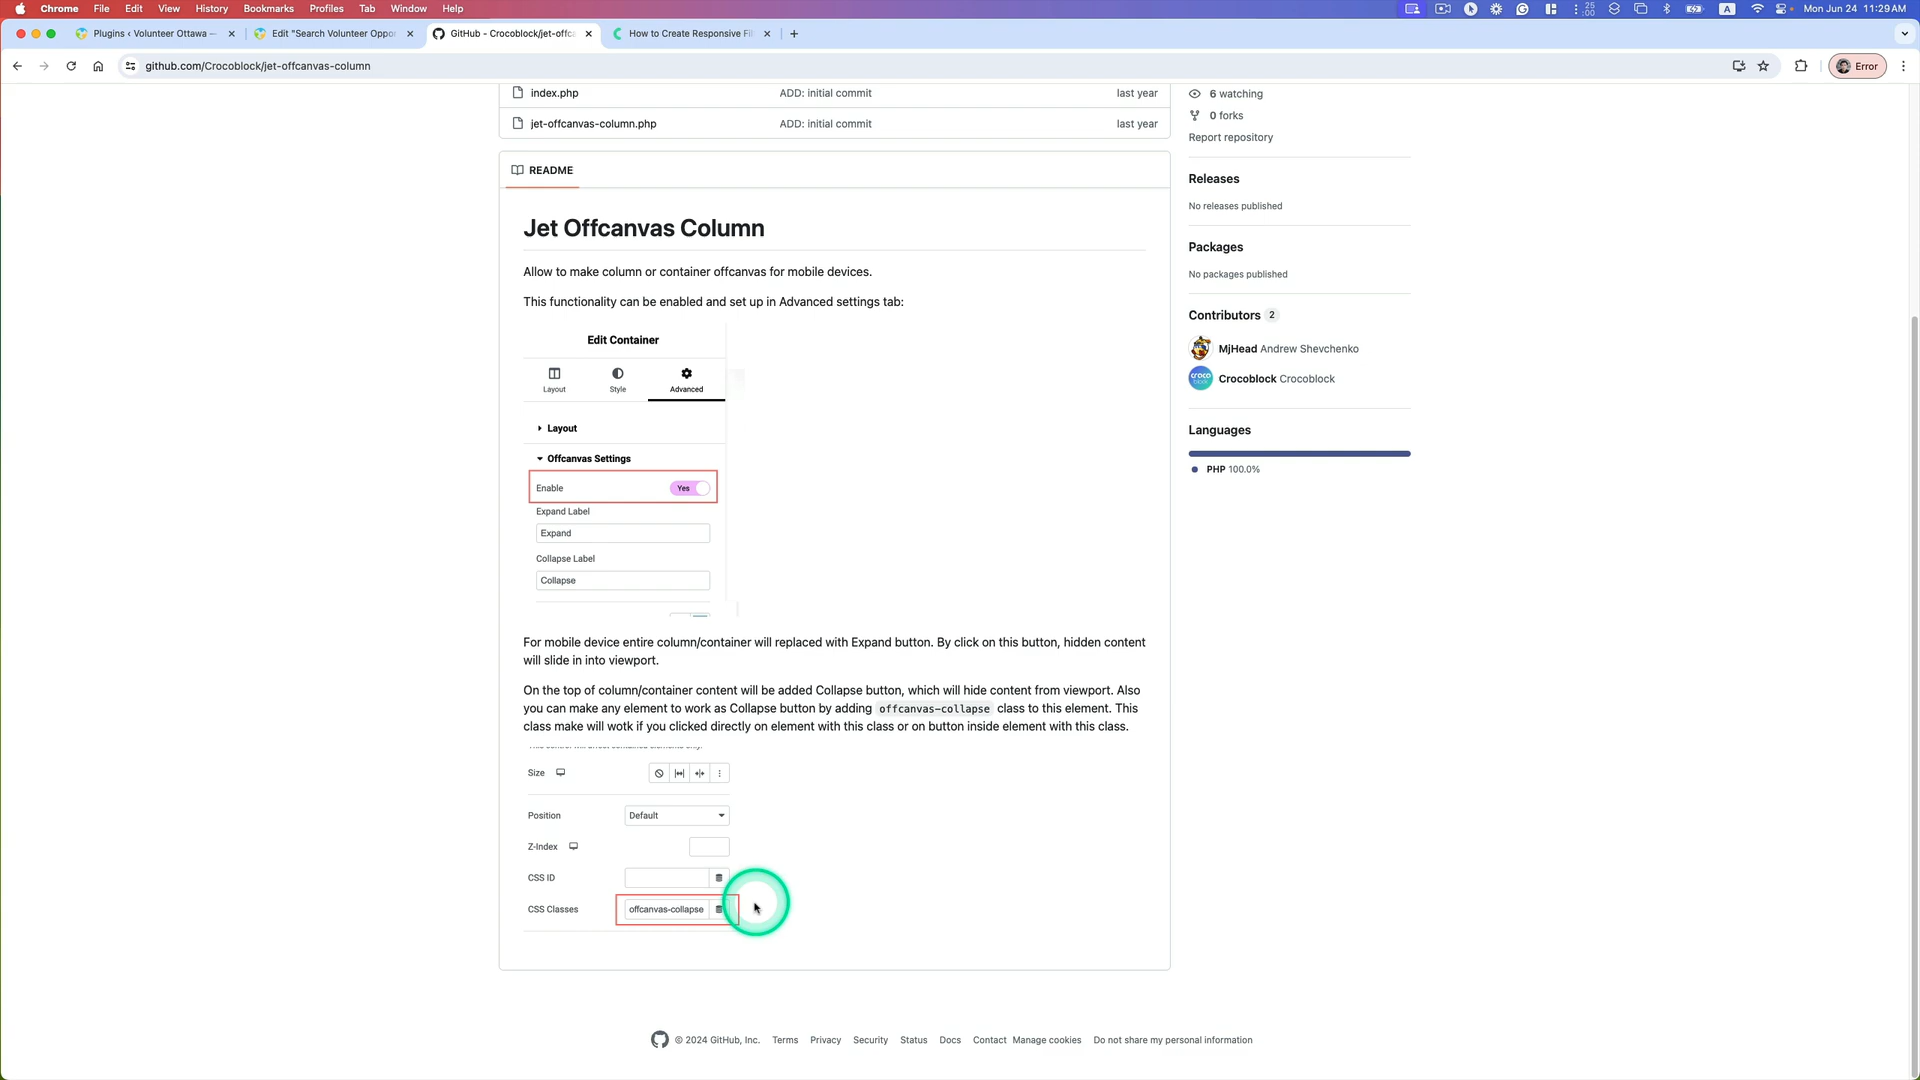 Chrome File Edit View History Bookmarks Profiles Tab Window Help
25
:00
A
Mon Jun 24 11:29 AM
Plugins ‹ Volunteer Ottawa —
Edit "Search Volunteer Oppo
GitHub - Crocoblock/jet-offca
How to Create Responsive Fil
github.com/Crocoblock/jet-offcanvas-column
Error
index.php ADD: initial commit last year
jet-offcanvas-column.php ADD: initial commit last year
README
Jet Offcanvas Column
Allow to make column or container offcanvas for mobile devices.
This functionality can be enabled and set up in Advanced settings tab:
Edit Container
Layout Style Advanced
Layout
Offcanvas Settings
Enable Yes
Expand Label
Expand
Collapse Label
Collapse
For mobile device entire column/container will replaced with Expand button. By click on this button, hidden content
will slide in into viewport.
On the top of column/container content will be added Collapse button, which will hide content from viewport. Also
you can make any element to work as Collapse button by adding offcanvas-collapse class to this element. This
class make will wotk if you clicked directly on element with this class or on button inside element with this class.
Size
Position Default
Z-Index
CSS ID
CSS Classes offcanvas-collapse
6 watching
0 forks
Report repository
Releases
No releases published
Packages
No packages published
Contributors 2
MjHead Andrew Shevchenko
croco
block
Crocoblock Crocoblock
Languages
PHP 100.0%
© 2024 GitHub, Inc. Terms Privacy Security Status Docs Contact Manage cookies Do not share my personal information